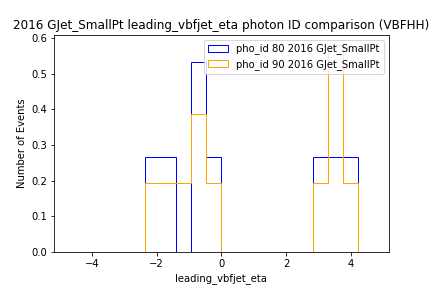 2016 GJet_SmallPt leading_vbfjet_eta photon ID comparison (VBFHH)
0.6
0.5
0.4
0.3
0.2
0.1
0.0
Number of Events
pho_id 80 2016 GJet_SmallPt
pho_id 90 2016 GJet_SmallPt
−4 −2 0 2 4
leading_vbfjet_eta